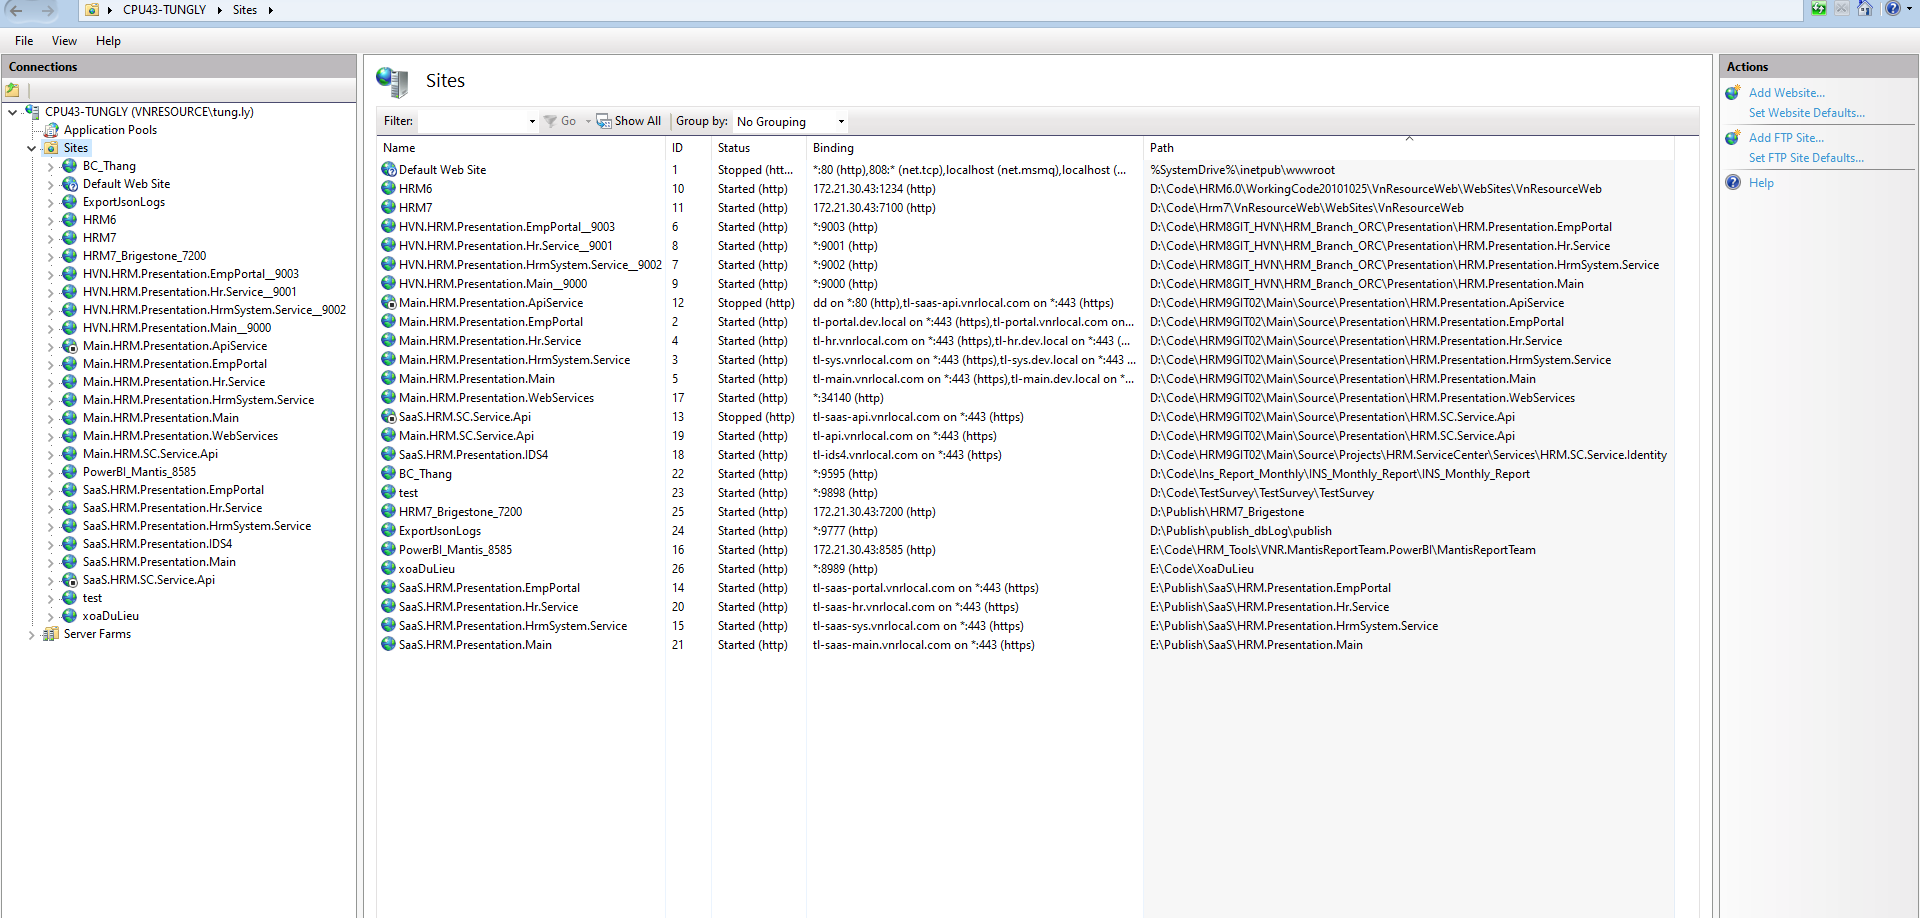 CPU43-TUNGLY Sites
File View Help
Connections
CPU43-TUNGLY (VNRESOURCE\tung.ly)
Application Pools
Sites
BC_Thang
Default Web Site
ExportJsonLogs
HRM6
HRM7
HRM7_Brigestone_7200
HVN.HRM.Presentation.EmpPortal__9003
HVN.HRM.Presentation.Hr.Service__9001
HVN.HRM.Presentation.HrmSystem.Service__9002
HVN.HRM.Presentation.Main__9000
Main.HRM.Presentation.ApiService
Main.HRM.Presentation.EmpPortal
Main.HRM.Presentation.Hr.Service
Main.HRM.Presentation.HrmSystem.Service
Main.HRM.Presentation.Main
Main.HRM.Presentation.WebServices
Main.HRM.SC.Service.Api
PowerBI_Mantis_8585
SaaS.HRM.Presentation.EmpPortal
SaaS.HRM.Presentation.Hr.Service
SaaS.HRM.Presentation.HrmSystem.Service
SaaS.HRM.Presentation.IDS4
SaaS.HRM.Presentation.Main
SaaS.HRM.SC.Service.Api
test
xoaDuLieu
Server Farms
Sites
Filter: Go Show All Group by: No Grouping
Name ID Status Binding Path
Default Web Site 1 Stopped (htt... *:80 (http),808:* (net.tcp),localhost (net.msmq),localhost (... %SystemDrive%\inetpub\wwwroot
HRM6 10 Started (http) 172.21.30.43:1234 (http) D:\Code\HRM6.0\WorkingCode20101025\VnResourceWeb\WebSites\VnResourceWeb
HRM7 11 Started (http) 172.21.30.43:7100 (http) D:\Code\Hrm7\VnResourceWeb\WebSites\VnResourceWeb
HVN.HRM.Presentation.EmpPortal__9003 6 Started (http) *:9003 (http) D:\Code\HRM8GIT_HVN\HRM_Branch_ORC\Presentation\HRM.Presentation.EmpPortal
HVN.HRM.Presentation.Hr.Service__9001 8 Started (http) *:9001 (http) D:\Code\HRM8GIT_HVN\HRM_Branch_ORC\Presentation\HRM.Presentation.Hr.Service
HVN.HRM.Presentation.HrmSystem.Service__9002 7 Started (http) *:9002 (http) D:\Code\HRM8GIT_HVN\HRM_Branch_ORC\Presentation\HRM.Presentation.HrmSystem.Service
HVN.HRM.Presentation.Main__9000 9 Started (http) *:9000 (http) D:\Code\HRM8GIT_HVN\HRM_Branch_ORC\Presentation\HRM.Presentation.Main
Main.HRM.Presentation.ApiService 12 Stopped (http) dd on *:80 (http),tl-saas-api.vnrlocal.com on *:443 (https) D:\Code\HRM9GIT02\Main\Source\Presentation\HRM.Presentation.ApiService
Main.HRM.Presentation.EmpPortal 2 Started (http) tl-portal.dev.local on *:443 (https),tl-portal.vnrlocal.com on... D:\Code\HRM9GIT02\Main\Source\Presentation\HRM.Presentation.EmpPortal
Main.HRM.Presentation.Hr.Service 4 Started (http) tl-hr.vnrlocal.com on *:443 (https),tl-hr.dev.local on *:443 (... D:\Code\HRM9GIT02\Main\Source\Presentation\HRM.Presentation.Hr.Service
Main.HRM.Presentation.HrmSystem.Service 3 Started (http) tl-sys.vnrlocal.com on *:443 (https),tl-sys.dev.local on *:443 ... D:\Code\HRM9GIT02\Main\Source\Presentation\HRM.Presentation.HrmSystem.Service
Main.HRM.Presentation.Main 5 Started (http) tl-main.vnrlocal.com on *:443 (https),tl-main.dev.local on *... D:\Code\HRM9GIT02\Main\Source\Presentation\HRM.Presentation.Main
Main.HRM.Presentation.WebServices 17 Started (http) *:34140 (http) D:\Code\HRM9GIT02\Main\Source\Presentation\HRM.Presentation.WebServices
SaaS.HRM.SC.Service.Api 13 Stopped (http) tl-saas-api.vnrlocal.com on *:443 (https) D:\Code\HRM9GIT02\Main\Source\Presentation\HRM.SC.Service.Api
Main.HRM.SC.Service.Api 19 Started (http) tl-api.vnrlocal.com on *:443 (https) D:\Code\HRM9GIT02\Main\Source\Presentation\HRM.SC.Service.Api
SaaS.HRM.Presentation.IDS4 18 Started (http) tl-ids4.vnrlocal.com on *:443 (https) D:\Code\HRM9GIT02\Main\Source\Projects\HRM.ServiceCenter\Services\HRM.SC.Service.Identity
BC_Thang 22 Started (http) *:9595 (http) D:\Code\Ins_Report_Monthly\INS_Monthly_Report\INS_Monthly_Report
test 23 Started (http) *:9898 (http) D:\Code\TestSurvey\TestSurvey\TestSurvey
HRM7_Brigestone_7200 25 Started (http) 172.21.30.43:7200 (http) D:\Publish\HRM7_Brigestone
ExportJsonLogs 24 Started (http) *:9777 (http) D:\Publish\publish_dbLog\publish
PowerBI_Mantis_8585 16 Started (http) 172.21.30.43:8585 (http) E:\Code\HRM_Tools\VNR.MantisReportTeam.PowerBI\MantisReportTeam
xoaDuLieu 26 Started (http) *:8989 (http) E:\Code\XoaDuLieu
SaaS.HRM.Presentation.EmpPortal 14 Started (http) tl-saas-portal.vnrlocal.com on *:443 (https) E:\Publish\SaaS\HRM.Presentation.EmpPortal
SaaS.HRM.Presentation.Hr.Service 20 Started (http) tl-saas-hr.vnrlocal.com on *:443 (https) E:\Publish\SaaS\HRM.Presentation.Hr.Service
SaaS.HRM.Presentation.HrmSystem.Service 15 Started (http) tl-saas-sys.vnrlocal.com on *:443 (https) E:\Publish\SaaS\HRM.Presentation.HrmSystem.Service
SaaS.HRM.Presentation.Main 21 Started (http) tl-saas-main.vnrlocal.com on *:443 (https) E:\Publish\SaaS\HRM.Presentation.Main
Actions
Add Website...
Set Website Defaults...
Add FTP Site...
Set FTP Site Defaults...
Help